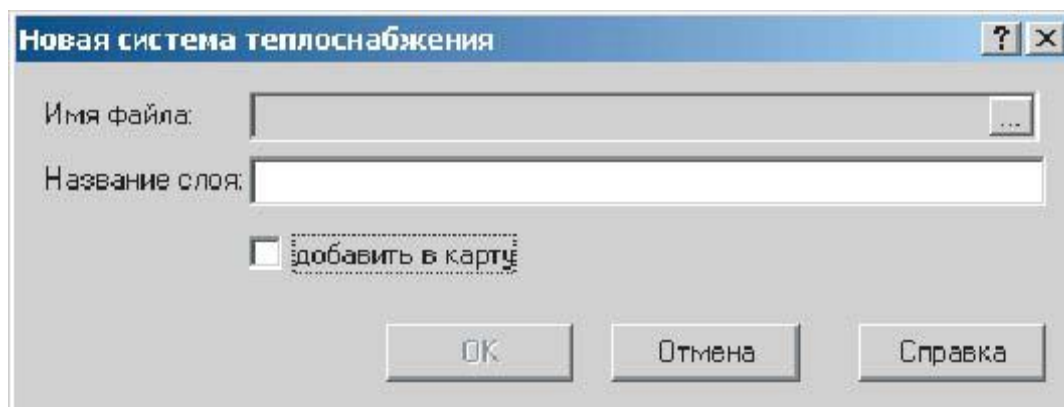 Новая система теплоснабжения ? ×
Имя файла: ...
Название слоя:
добавить в карту
OK Отмена Справка